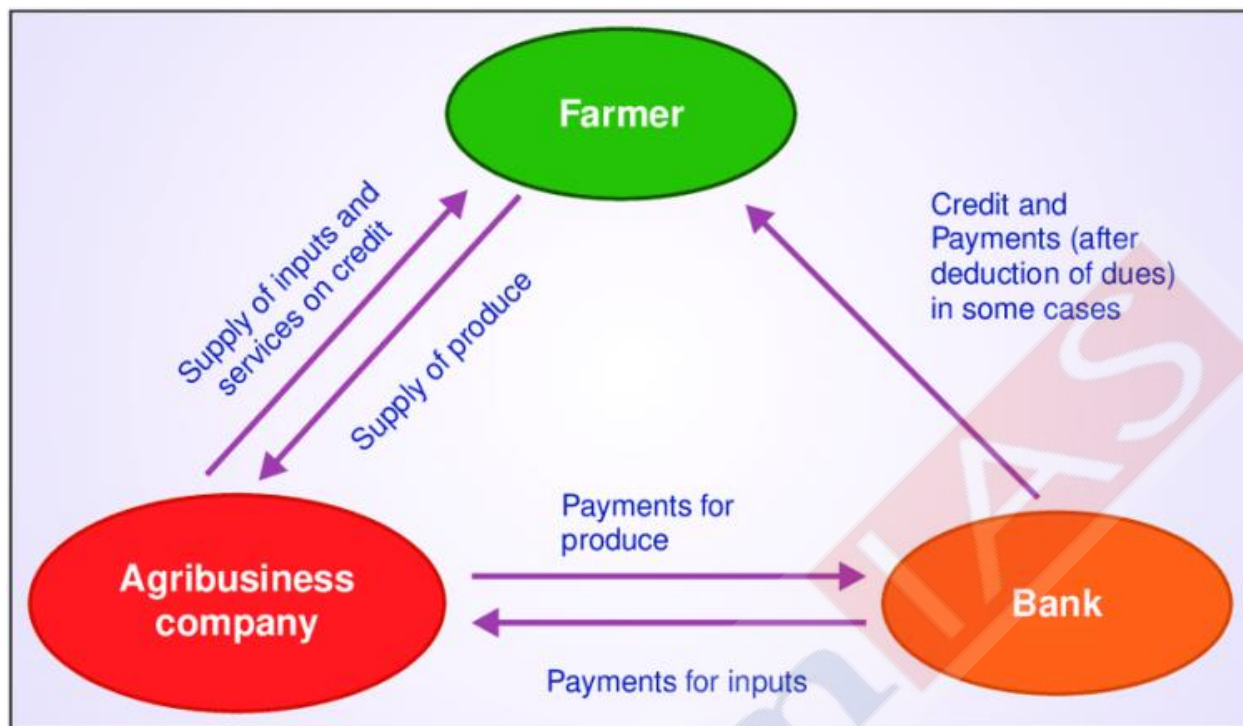 Farmer
Supply of inputs and
services on credit
Supply of produce
Credit and
Payments (after
deduction of dues)
in some cases
Payments for
produce
Agribusiness
company
Bank
Payments for inputs
IAS